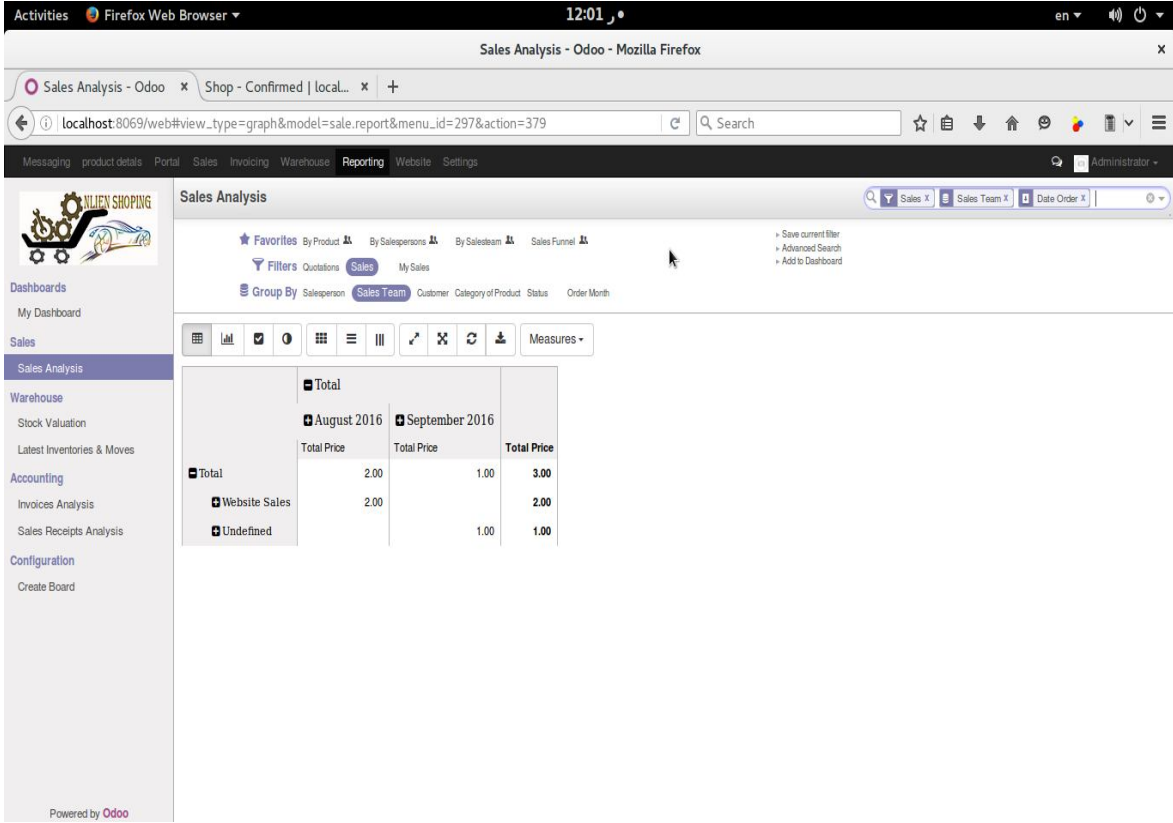 Activities Firefox Web Browser 12:01 ر en
Sales Analysis - Odoo - Mozilla Firefox x
Sales Analysis - Odoo x Shop - Confirmed | local... x +
localhost:8069/web#view_type=graph&model=sale.report&menu_id=297&action=379 Search
Messaging product detals Portal Sales Invoicing Warehouse Reporting Website Settings Administrator
NLIEN SHOPING
Sales Analysis Sales x Sales Team x Date Order x
Favorites By Product By Salespersons By Salesteam Sales Funnel
Filters Quotations Sales My Sales
Group By Salesperson Sales Team Customer Category of Product Status Order Month
Save current filter
Advanced Search
Add to Dashboard
Dashboards
My Dashboard
Sales
Sales Analysis
Warehouse
Stock Valuation
Latest Inventories & Moves
Accounting
Invoices Analysis
Sales Receipts Analysis
Configuration
Create Board
Powered by Odoo
Measures
Total
August 2016 September 2016
Total Price Total Price Total Price
Total 2.00 1.00 3.00
Website Sales 2.00 2.00
Undefined 1.00 1.00